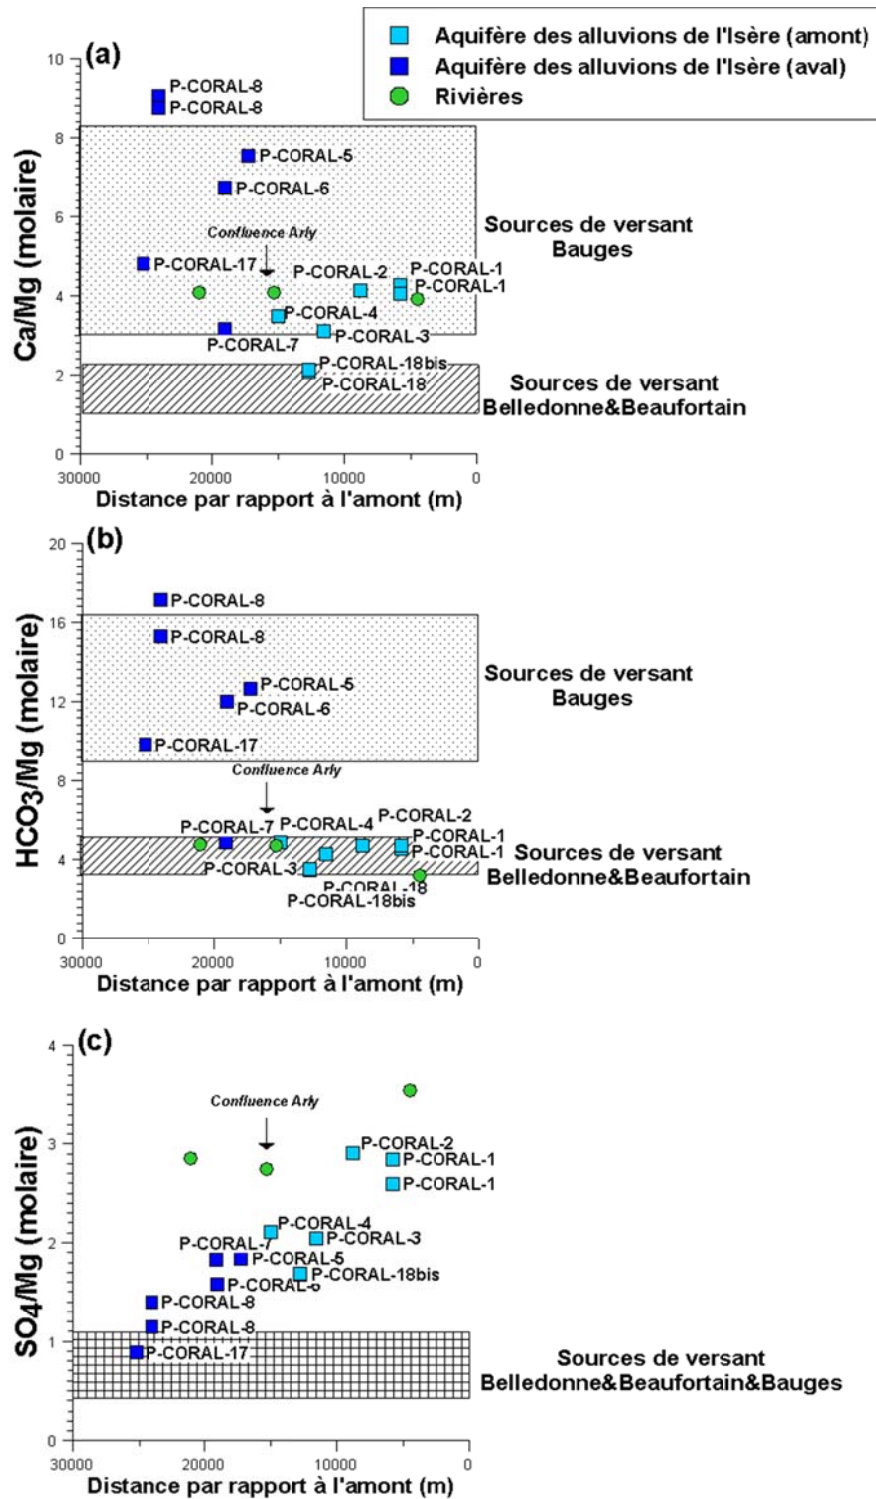 (a)
Aquifère des alluvions de l'Isère (amont)
Aquifère des alluvions de l'Isère (aval)
Rivières
10
8
6
4
2
0
Ca/Mg (molaire)
P-CORAL-8
P-CORAL-8
P-CORAL-5
P-CORAL-6
Confluence Arly
P-CORAL-17
P-CORAL-2
P-CORAL-1
P-CORAL-1
P-CORAL-4
P-CORAL-7
P-CORAL-3
P-CORAL-18bis
P-CORAL-18
Sources de versant
Bauges
Sources de versant
Belledonne&Beaufortain
30000
20000
10000
0
Distance par rapport à l'amont (m)
(b)
20
16
12
8
4
0
HCO3/Mg (molaire)
P-CORAL-8
P-CORAL-8
P-CORAL-5
P-CORAL-6
P-CORAL-17
Confluence Arly
P-CORAL-2
P-CORAL-7
P-CORAL-4
P-CORAL-1
P-CORAL-1
P-CORAL-3
P-CORAL-18
P-CORAL-18bis
Sources de versant
Bauges
Sources de versant
Belledonne&Beaufortain
30000
20000
10000
0
Distance par rapport à l'amont (m)
(c)
4
3
2
1
0
SO4/Mg (molaire)
Confluence Arly
P-CORAL-2
P-CORAL-1
P-CORAL-1
P-CORAL-4
P-CORAL-3
P-CORAL-7
P-CORAL-5
P-CORAL-18bis
P-CORAL-6
P-CORAL-8
P-CORAL-8
P-CORAL-17
Sources de versant
Belledonne&Beaufortain&Bauges
30000
20000
10000
0
Distance par rapport à l'amont (m)